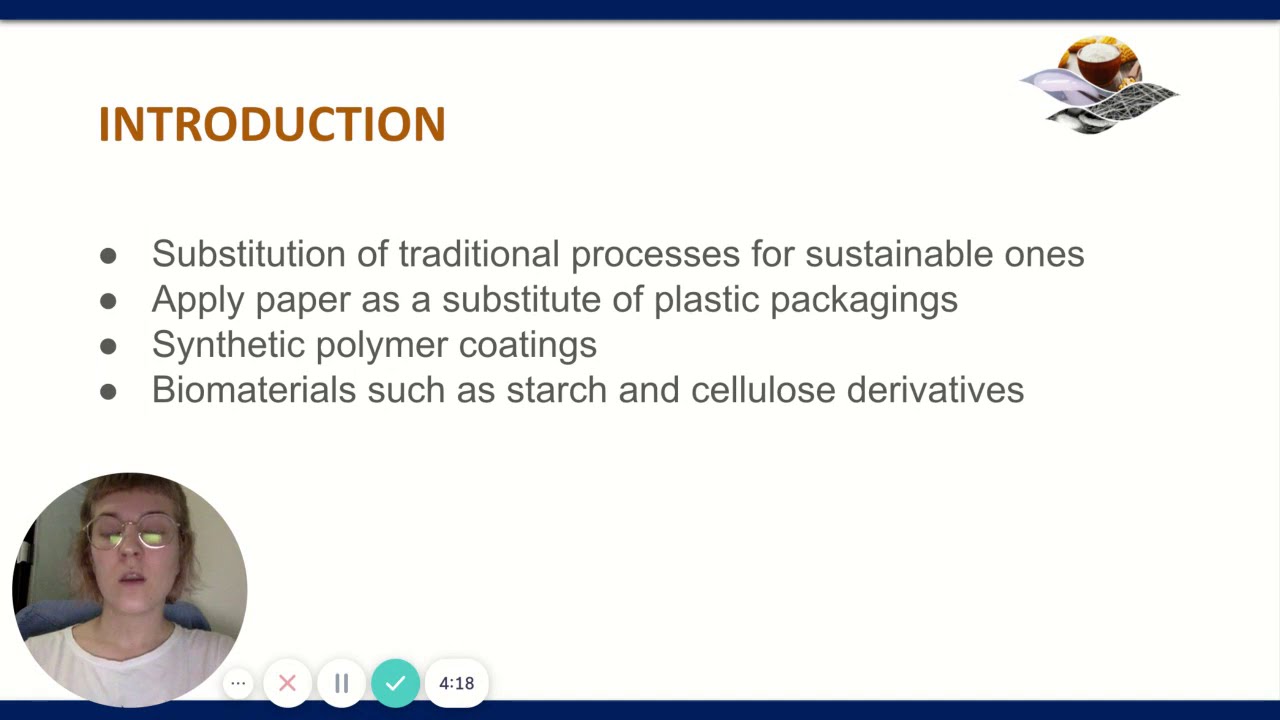 INTRODUCTION
● Substitution of traditional processes for sustainable ones
● Apply paper as a substitute of plastic packagings
● Synthetic polymer coatings
● Biomaterials such as starch and cellulose derivatives
4:18